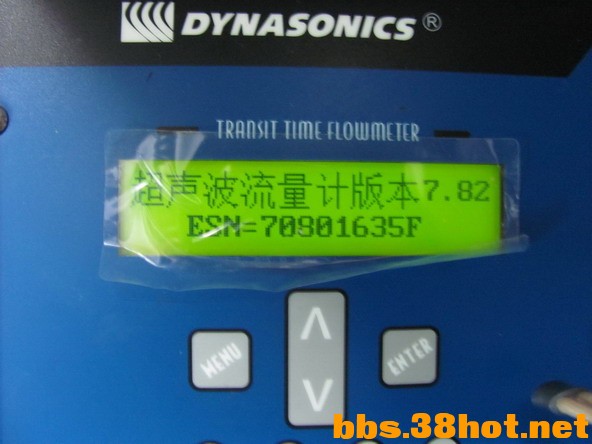 DYNASONICS®
TRANSIT TIME FLOWMETER
超声波流量计版本7.82
ESN=70801635F
MENU
ENTER
bbs.38hot.net